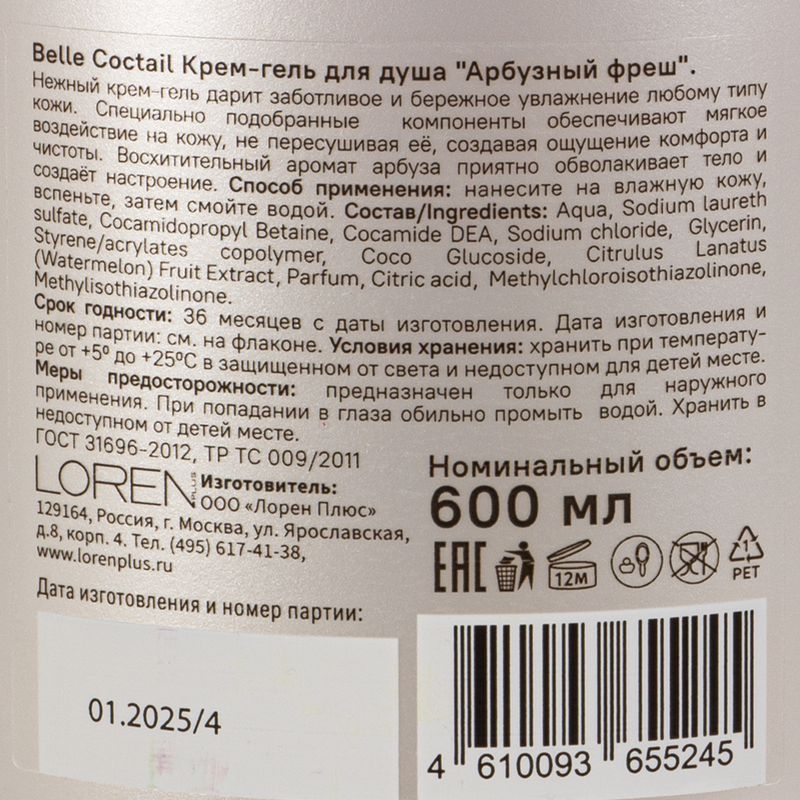 Belle Coctail Крем-гель для душа "Арбузный фреш".
Нежный крем-гель дарит заботливое и бережное увлажнение любому типу
кожи. Специально подобранные компоненты обеспечивают мягкое
воздействие на кожу, не пересушивая её, создавая ощущение комфорта и
чистоты. Восхитительный аромат арбуза приятно обволакивает тело и
создаёт настроение. Способ применения: нанесите на влажную кожу,
вспеньте, затем смойте водой. Состав/Ingredients: Aqua, Sodium laureth
sulfate, Cocamidopropyl Betaine, Cocamide DEA, Sodium chloride, Glycerin,
Styrene/acrylates copolymer, Coco Glucoside, Citrulus Lanatus
(Watermelon) Fruit Extract, Parfum, Citric acid, Methylchloroisothiazolinone,
Methylisothiazolinone.
Срок годности: 36 месяцев с даты изготовления. Дата изготовления и
номер партии: см. на флаконе. Условия хранения: хранить при температу-
ре от +5º до +25ºС в защищенном от света и недоступном для детей месте.
Меры предосторожности: предназначен только для наружного
применения. При попадании в глаза обильно промыть водой. Хранить в
недоступном от детей месте.
ГОСТ 31696-2012, ТР ТС 009/2011
LOREN
Изготовитель:
ООО «Лорен Плюс»
129164, Россия, г. Москва, ул. Ярославская,
д.8, корп. 4. Тел. (495) 617-41-38,
www.lorenplus.ru
Номинальный объем:
600 мл
EAC
12M
1
PET
Дата изготовления и номер партии:
01.2025/4
4 610093 655245